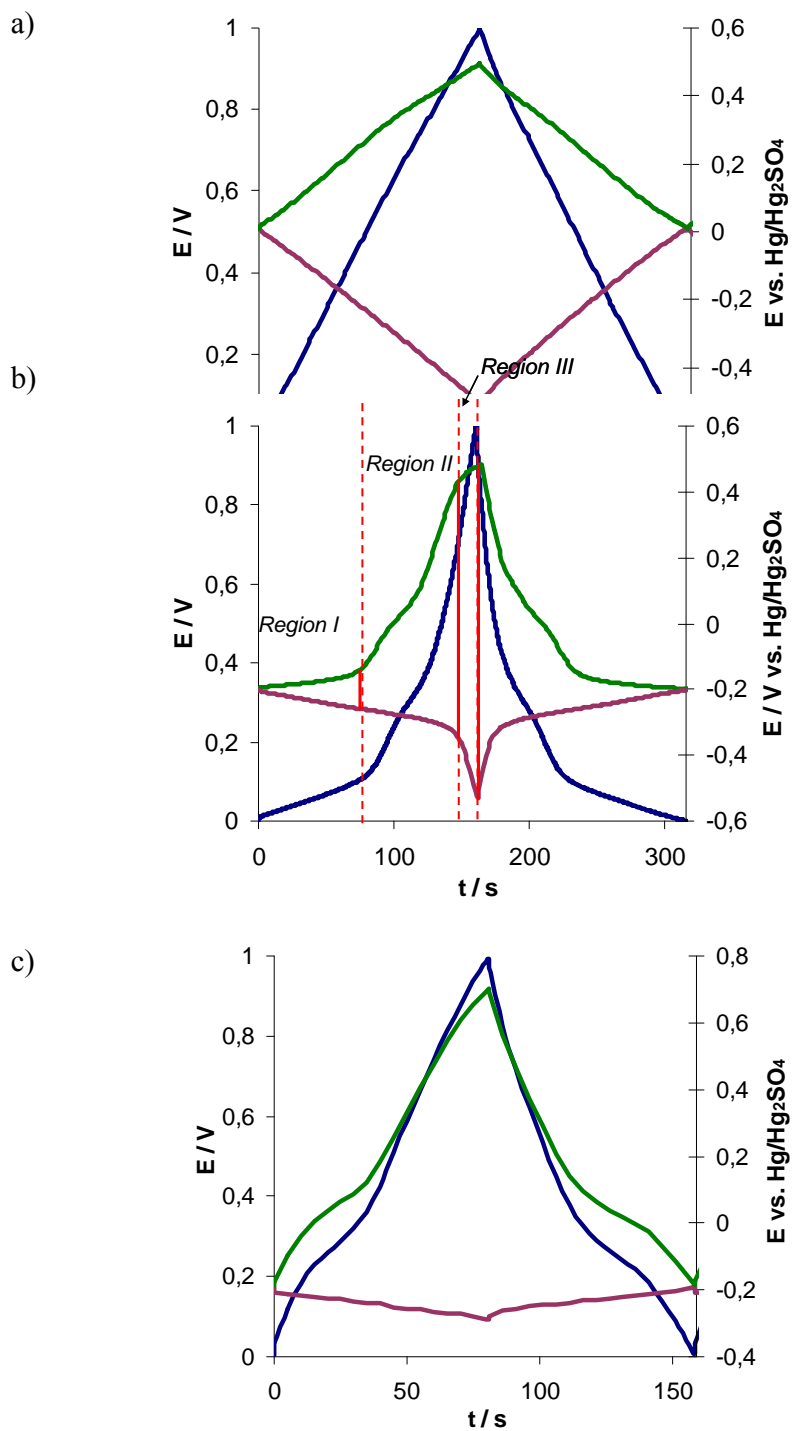 a)
1
0,8
0,6
0,4
0,2
E / V
0,6
0,4
0,2
0
-0,2
-0,4
E vs. Hg/Hg2SO4
b)
Region III
Region II
Region I
1
0,8
0,6
0,4
0,2
0
E / V
0,6
0,4
0,2
0
-0,2
-0,4
-0,6
E / V vs. Hg/Hg2SO4
0 100 200 300
t / s
c)
1
0,8
0,6
0,4
0,2
0
E / V
0,8
0,6
0,4
0,2
0
-0,2
-0,4
E vs. Hg/Hg2SO4
0 50 100 150
t / s